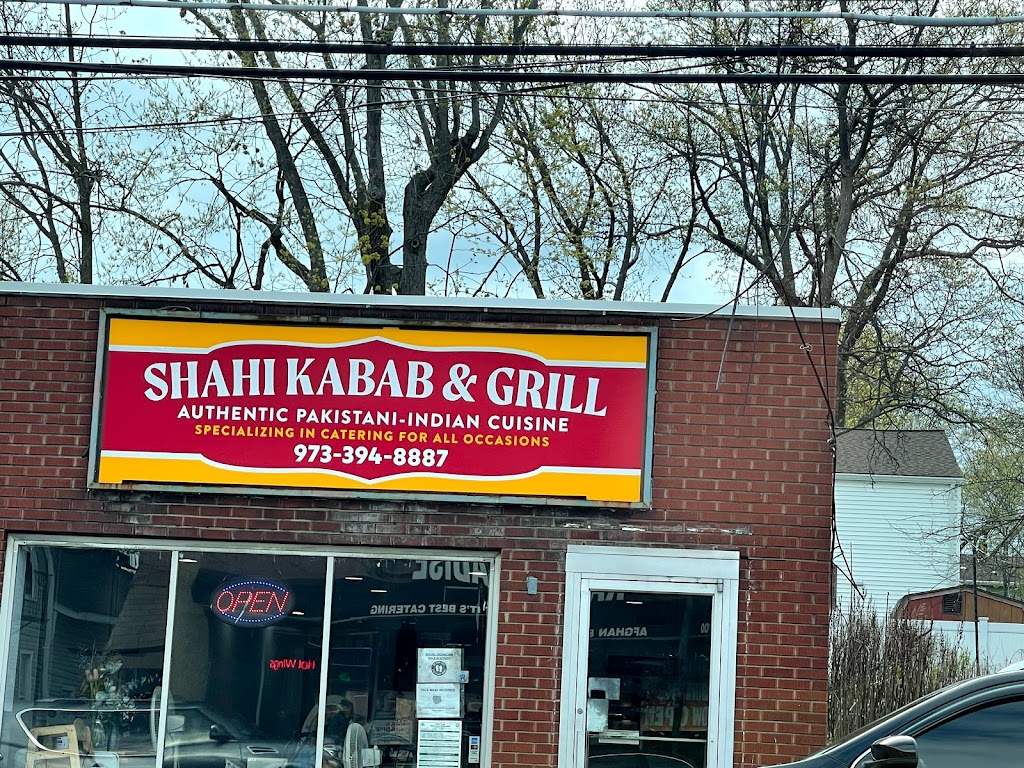 SHAHI KABAB & GRILL
AUTHENTIC PAKISTANI-INDIAN CUISINE
SPECIALIZING IN CATERING FOR ALL OCCASIONS
973-394-8887
OPEN
IT'S BEST CATERING
Hot Wings
AFGHAN